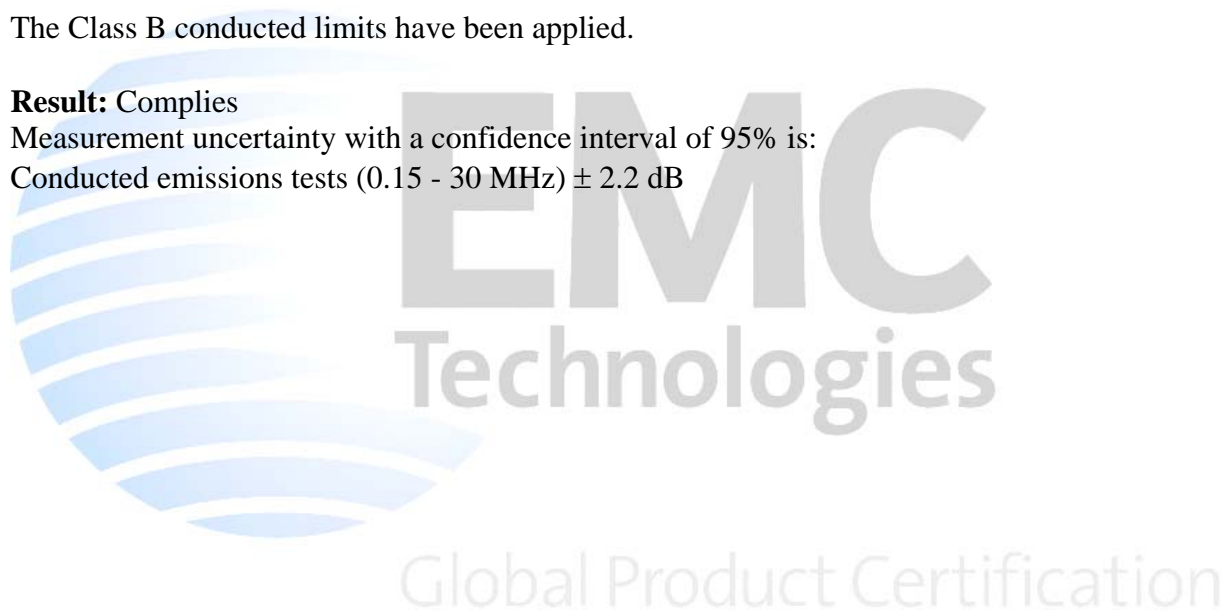 The Class B conducted limits have been applied.
Result: Complies
Measurement uncertainty with a confidence interval of 95% is:
Conducted emissions tests (0.15 - 30 MHz) ± 2.2 dB
EMC
Technologies
Global Product Certification